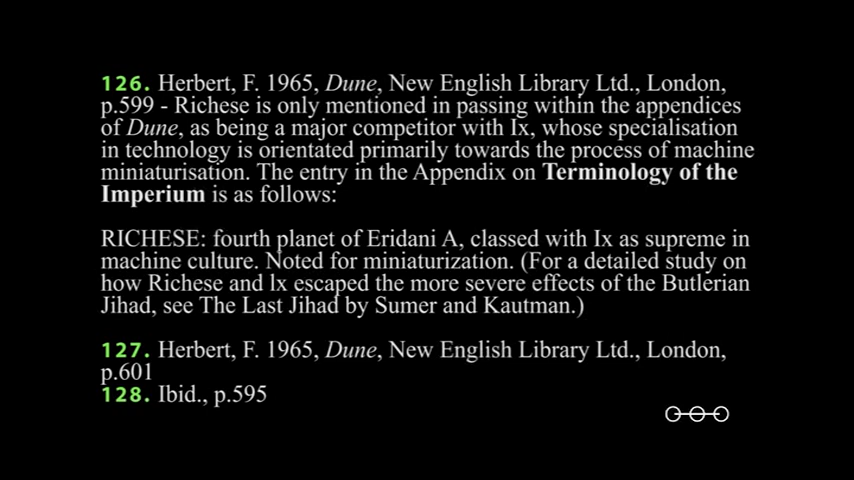 126. Herbert, F. 1965, Dune, New English Library Ltd., London,
p.599 - Richese is only mentioned in passing within the appendices
of Dune, as being a major competitor with Ix, whose specialisation
in technology is orientated primarily towards the process of machine
miniaturisation. The entry in the Appendix on Terminology of the
Imperium is as follows:
RICHESE: fourth planet of Eridani A, classed with Ix as supreme in
machine culture. Noted for miniaturization. (For a detailed study on
how Richese and lx escaped the more severe effects of the Butlerian
Jihad, see The Last Jihad by Sumer and Kautman.)
127. Herbert, F. 1965, Dune, New English Library Ltd., London,
p.601
128. Ibid., p.595